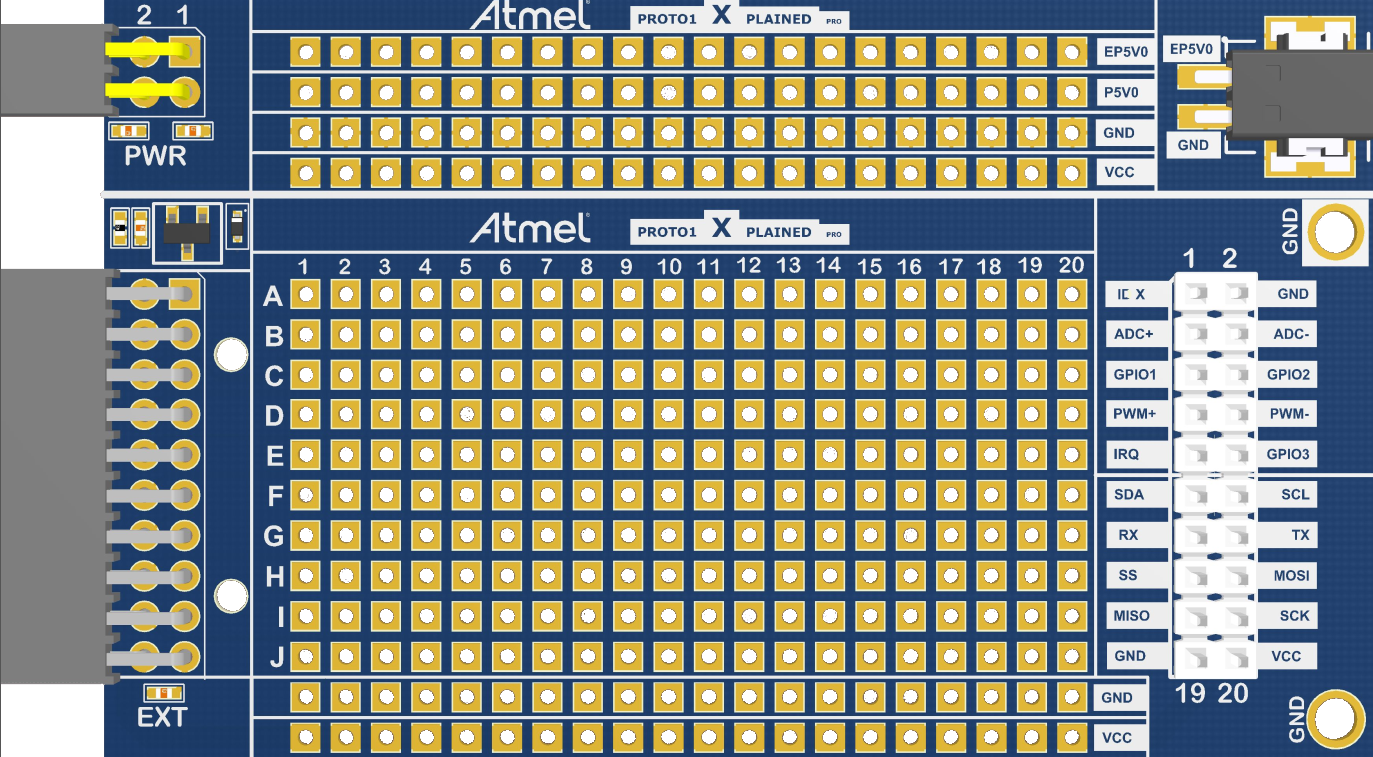 2 1
Atmel
PROTO1 X PLAINED PRO
EP5V0
EP5V0
P5V0
GND
GND
VCC
PWR
Atmel
PROTO1 X PLAINED PRO
GND
1 2 3 4 5 6 7 8 9 10 11 12 13 14 15 16 17 18 19 20
1 2
A
GND
B
ADC+ ADC-
C
GPIO1 GPIO2
D
PWM+ PWM-
E
IRQ GPIO3
F
SDA SCL
G
RX TX
H
SS MOSI
I
MISO SCK
J
GND VCC
19 20
GND
GND
VCC
EXT